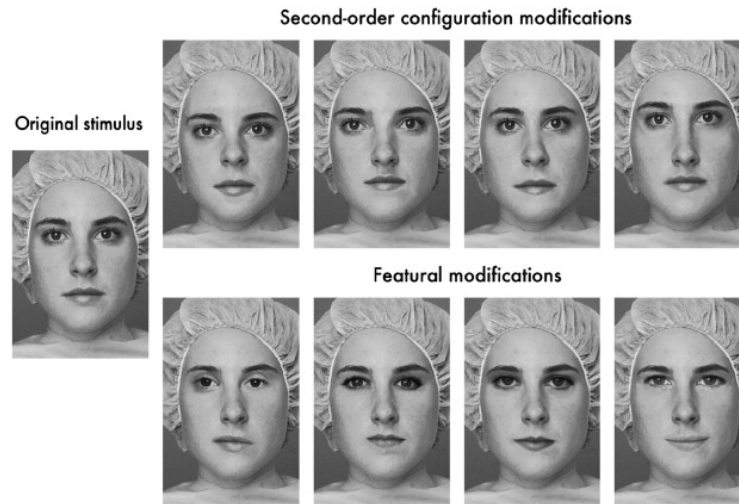 Second-order configuration modifications
Original stimulus
Featural modifications